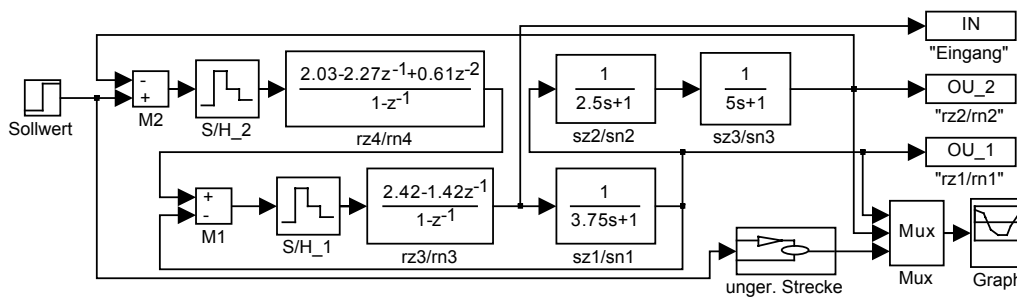 IN
"Eingang"
2.03-2.27z⁻¹+0.61z⁻²
1-z⁻¹
rz4/rn4
1
2.5s+1
sz2/sn2
1
5s+1
sz3/sn3
OU_2
"rz2/rn2"
-
+
M2
S/H_2
Sollwert
OU_1
"rz1/rn1"
+
-
M1
S/H_1
2.42-1.42z⁻¹
1-z⁻¹
rz3/rn3
1
3.75s+1
sz1/sn1
unger. Strecke
Mux
Mux
Graph